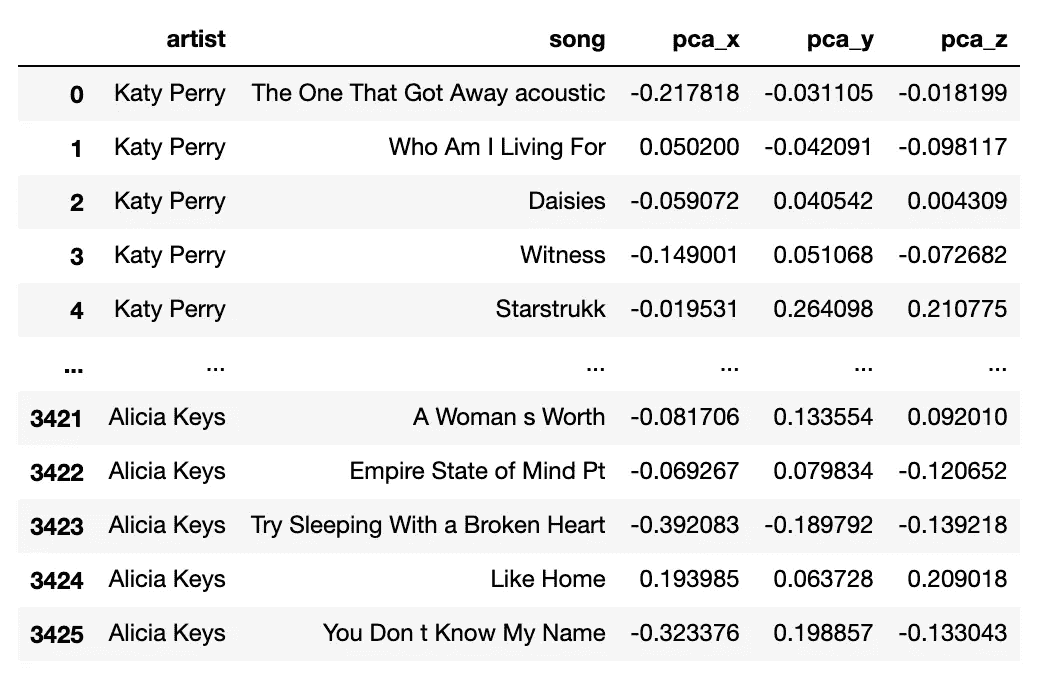 artist song pca_x pca_y pca_z
0 Katy Perry The One That Got Away acoustic -0.217818 -0.031105 -0.018199
1 Katy Perry Who Am I Living For 0.050200 -0.042091 -0.098117
2 Katy Perry Daisies -0.059072 0.040542 0.004309
3 Katy Perry Witness -0.149001 0.051068 -0.072682
4 Katy Perry Starstrukk -0.019531 0.264098 0.210775
... ... ... ... ... ...
3421 Alicia Keys A Woman s Worth -0.081706 0.133554 0.092010
3422 Alicia Keys Empire State of Mind Pt -0.069267 0.079834 -0.120652
3423 Alicia Keys Try Sleeping With a Broken Heart -0.392083 -0.189792 -0.139218
3424 Alicia Keys Like Home 0.193985 0.063728 0.209018
3425 Alicia Keys You Don t Know My Name -0.323376 0.198857 -0.133043